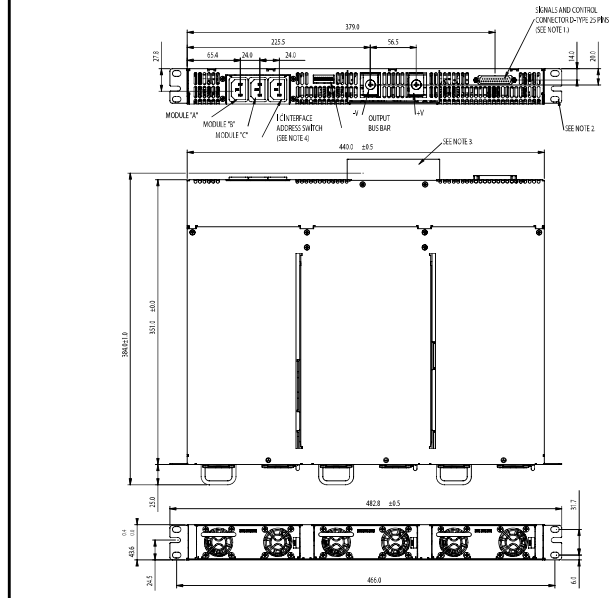 SIGNALS AND CONTROL
CONNECTOR D-TYPE 25 PINS
(SEE NOTE 1.)
379.0
225.5
56.5
65.4
24.0
24.0
27.8
14.0
20.0
MODULE "A"
MODULE "B"
MODULE "C"
I C INTERFACE
ADDRESS SWITCH
(SEE NOTE 4)
-V
OUTPUT
BUS BAR
+V
SEE NOTE 2.
440.0 ±0.5
SEE NOTE 3.
384.0±1.0
351.0 ±0.0
25.0
482.8 ±0.5
31.7
43.6
24.5
466.0
6.0